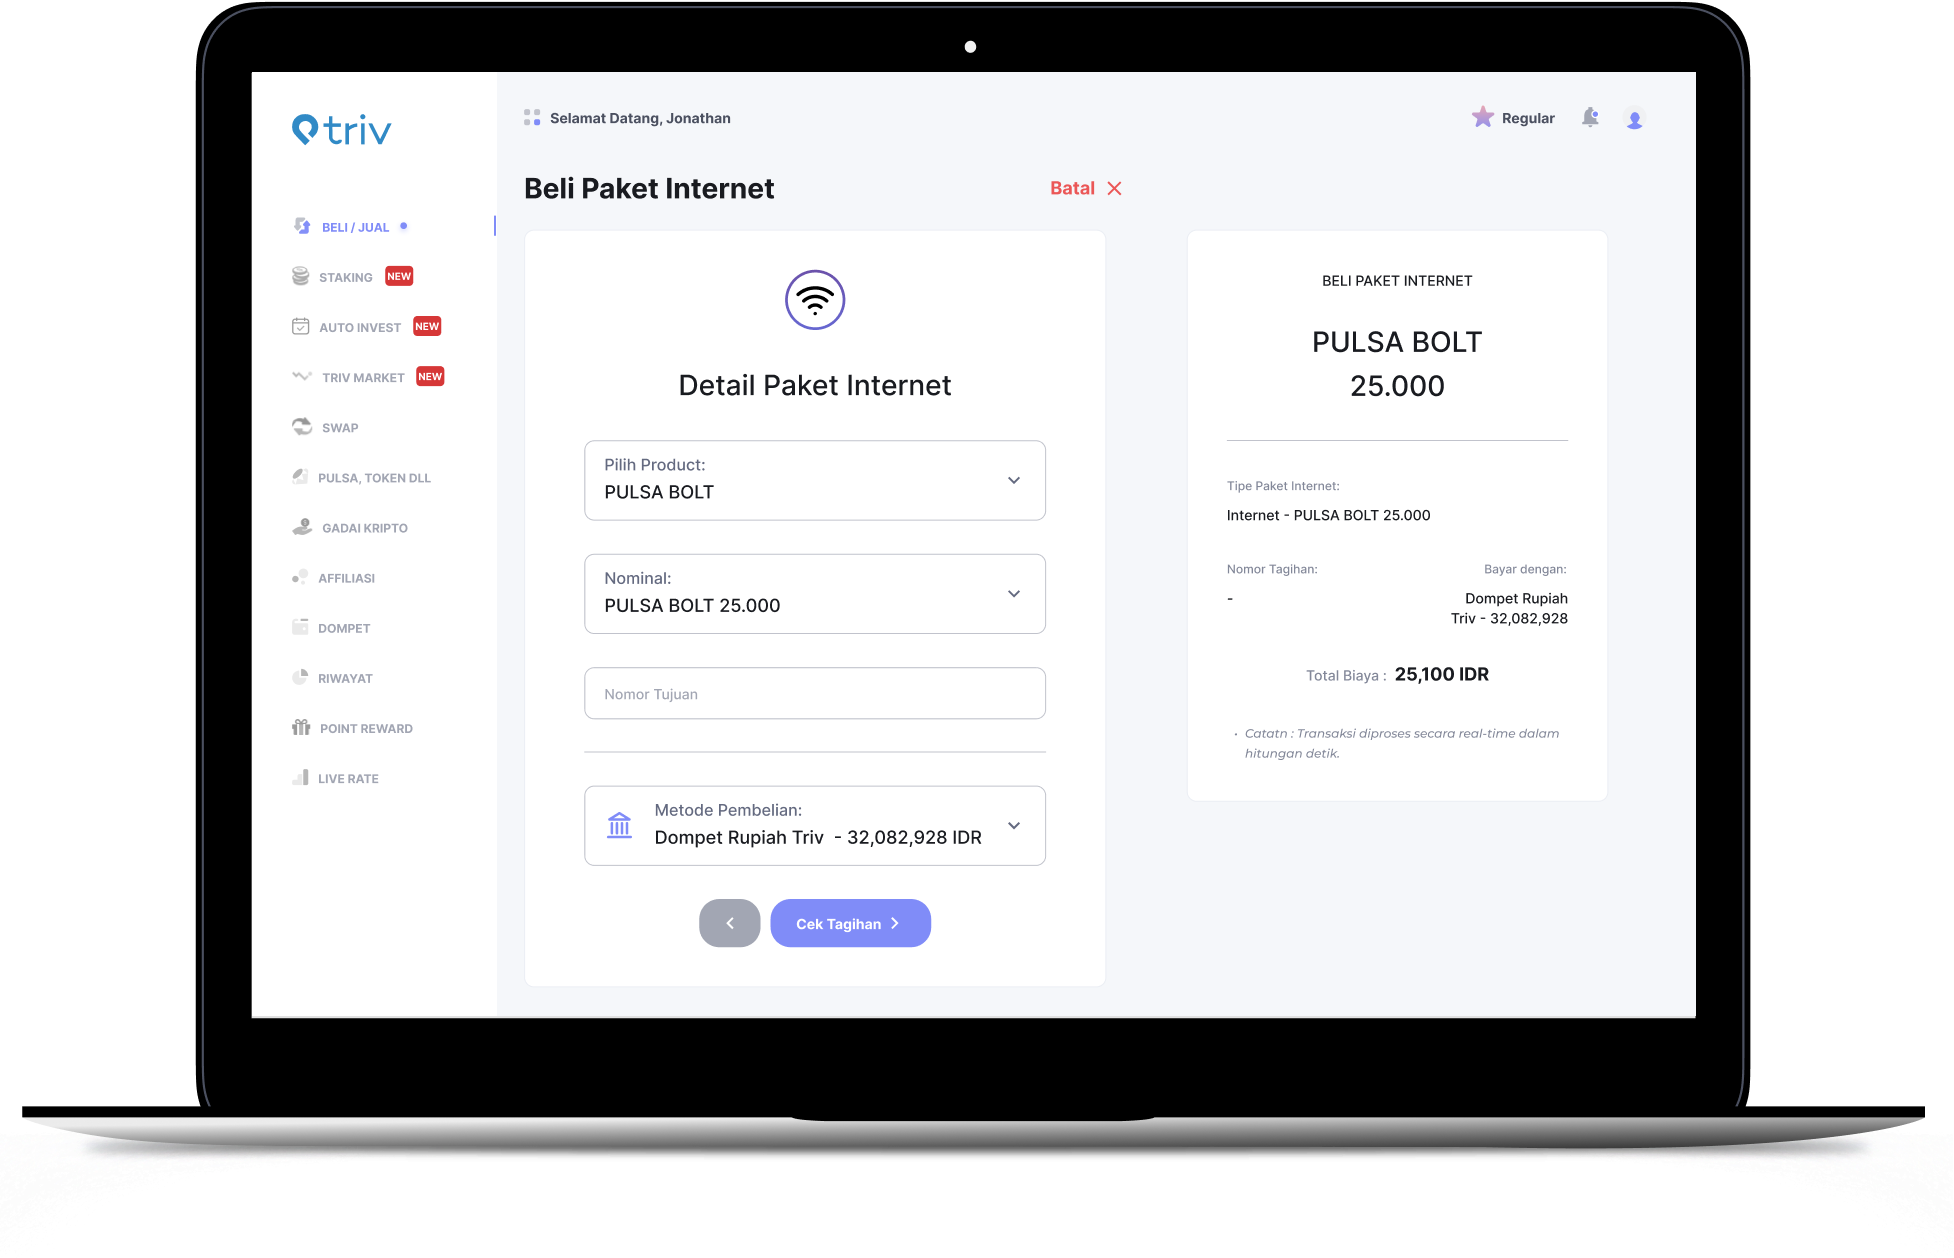 triv
Selamat Datang, Jonathan
Regular
Beli Paket Internet
Batal
BELI / JUAL
STAKING NEW
AUTO INVEST NEW
TRIV MARKET NEW
SWAP
PULSA, TOKEN DLL
GADAI KRIPTO
AFFILIASI
DOMPET
RIWAYAT
POINT REWARD
LIVE RATE
Detail Paket Internet
Pilih Product:
PULSA BOLT
Nominal:
PULSA BOLT 25.000
Nomor Tujuan
Metode Pembelian:
Dompet Rupiah Triv - 32,082,928 IDR
Cek Tagihan
BELI PAKET INTERNET
PULSA BOLT
25.000
Tipe Paket Internet:
Internet - PULSA BOLT 25.000
Nomor Tagihan: Bayar dengan:
- Dompet Rupiah
Triv - 32,082,928
Total Biaya : 25,100 IDR
• Catatn : Transaksi diproses secara real-time dalam
hitungan detik.